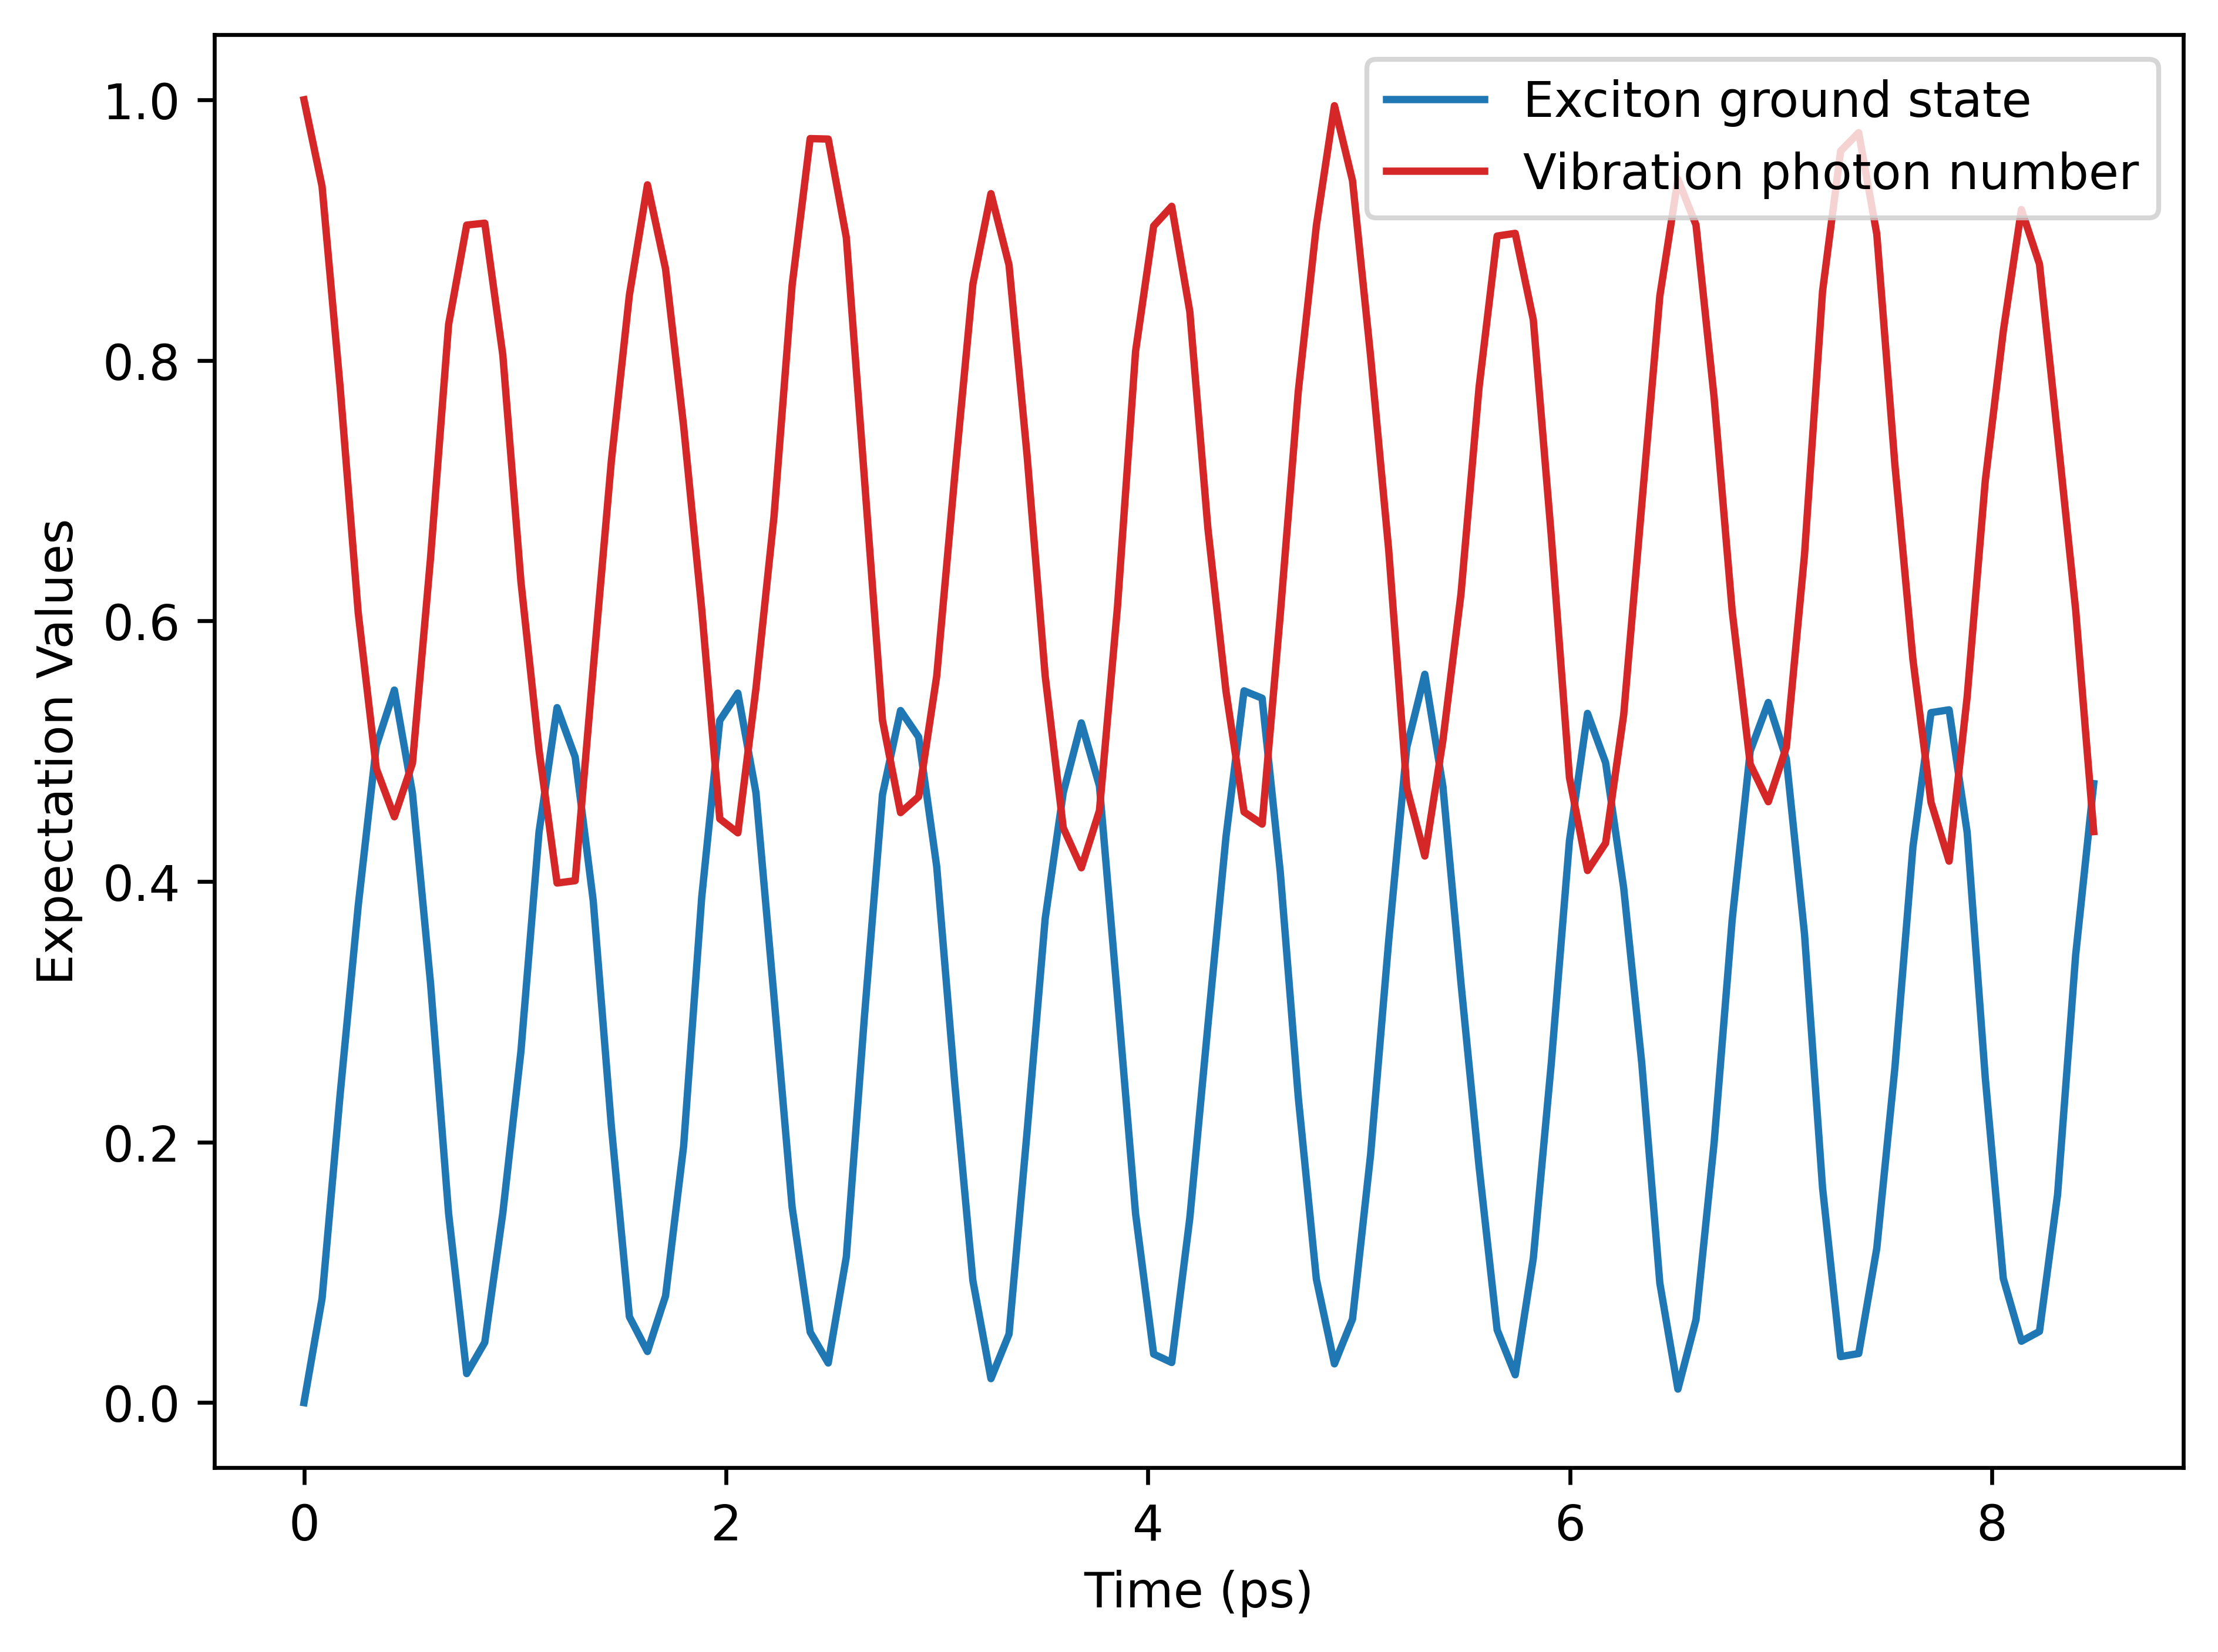 Exciton ground state
Vibration photon number
1.0
0.8
0.6
0.4
0.2
0.0
Expectation Values
0 2 4 6 8
Time (ps)